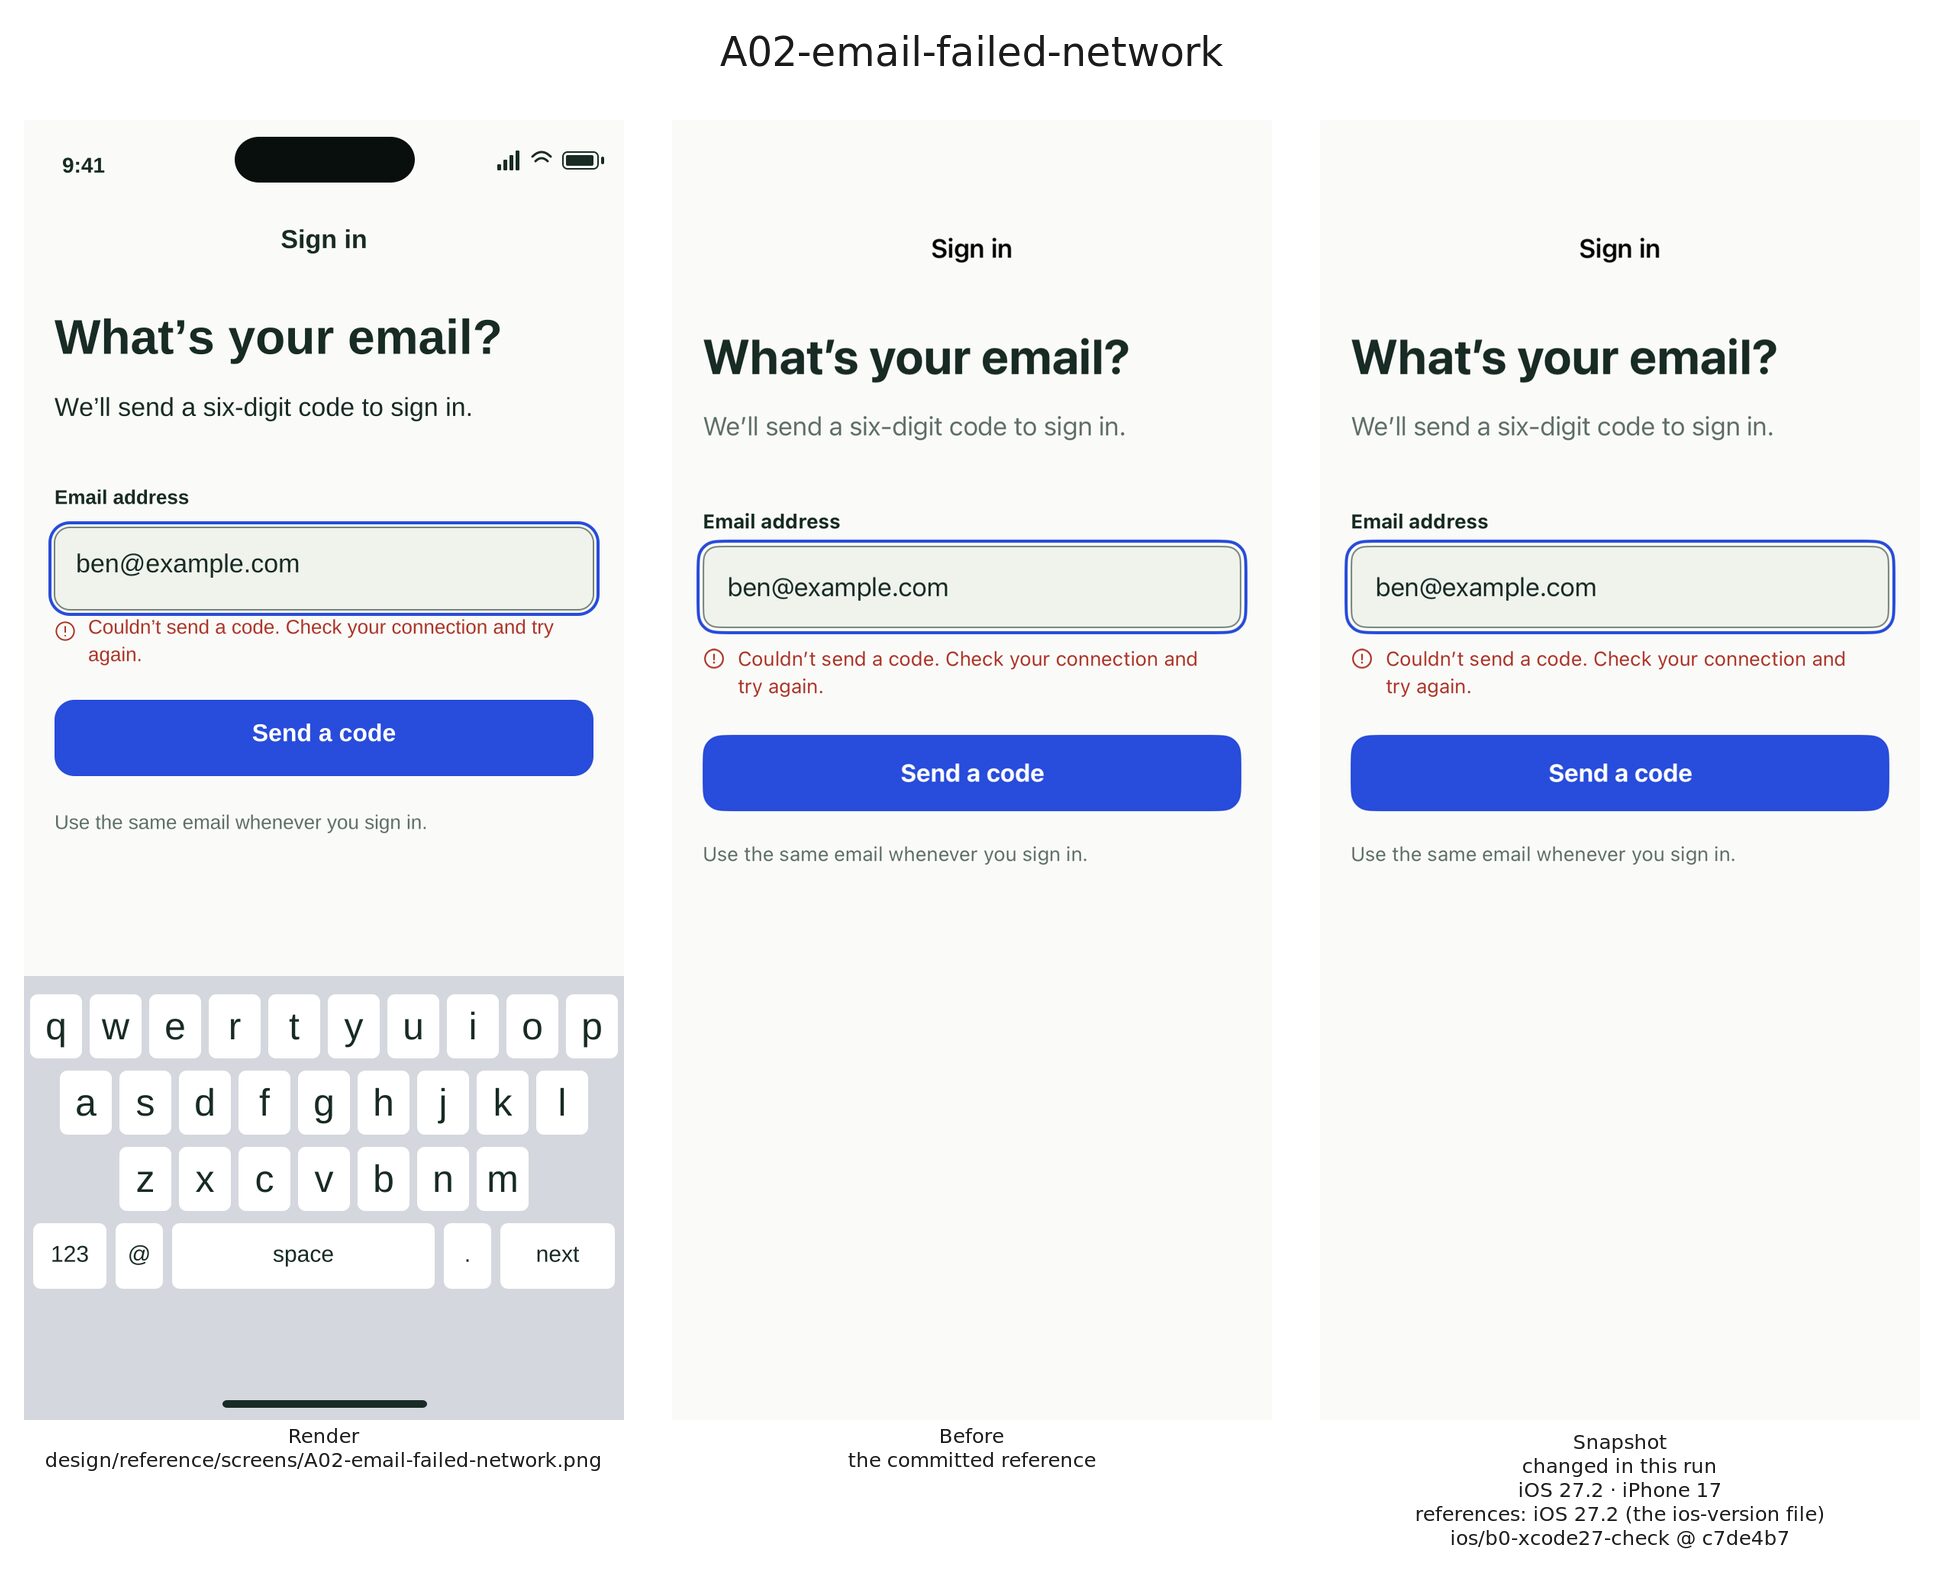 A02-email-failed-network
9:41
Sign in
What’s your email?
We’ll send a six-digit code to sign in.
Email address
ben@example.com
Couldn’t send a code. Check your connection and try
again.
Send a code
Use the same email whenever you sign in.
q w e r t y u i o p
a s d f g h j k l
z x c v b n m
123 @ space . next
Render
design/reference/screens/A02-email-failed-network.png
Sign in
What’s your email?
We’ll send a six-digit code to sign in.
Email address
ben@example.com
Couldn’t send a code. Check your connection and
try again.
Send a code
Use the same email whenever you sign in.
Before
the committed reference
Sign in
What’s your email?
We’ll send a six-digit code to sign in.
Email address
ben@example.com
Couldn’t send a code. Check your connection and
try again.
Send a code
Use the same email whenever you sign in.
Snapshot
changed in this run
iOS 27.2 · iPhone 17
references: iOS 27.2 (the ios-version file)
ios/b0-xcode27-check @ c7de4b7